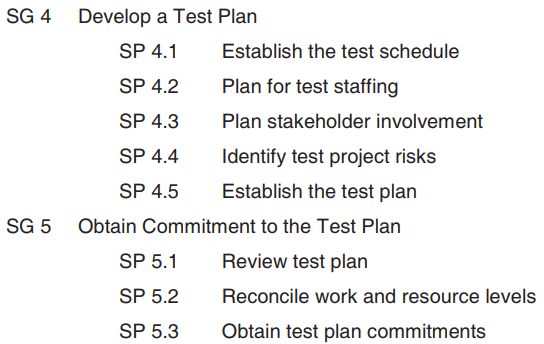 SG 4 Develop a Test Plan
SP 4.1 Establish the test schedule
SP 4.2 Plan for test staffing
SP 4.3 Plan stakeholder involvement
SP 4.4 Identify test project risks
SP 4.5 Establish the test plan
SG 5 Obtain Commitment to the Test Plan
SP 5.1 Review test plan
SP 5.2 Reconcile work and resource levels
SP 5.3 Obtain test plan commitments